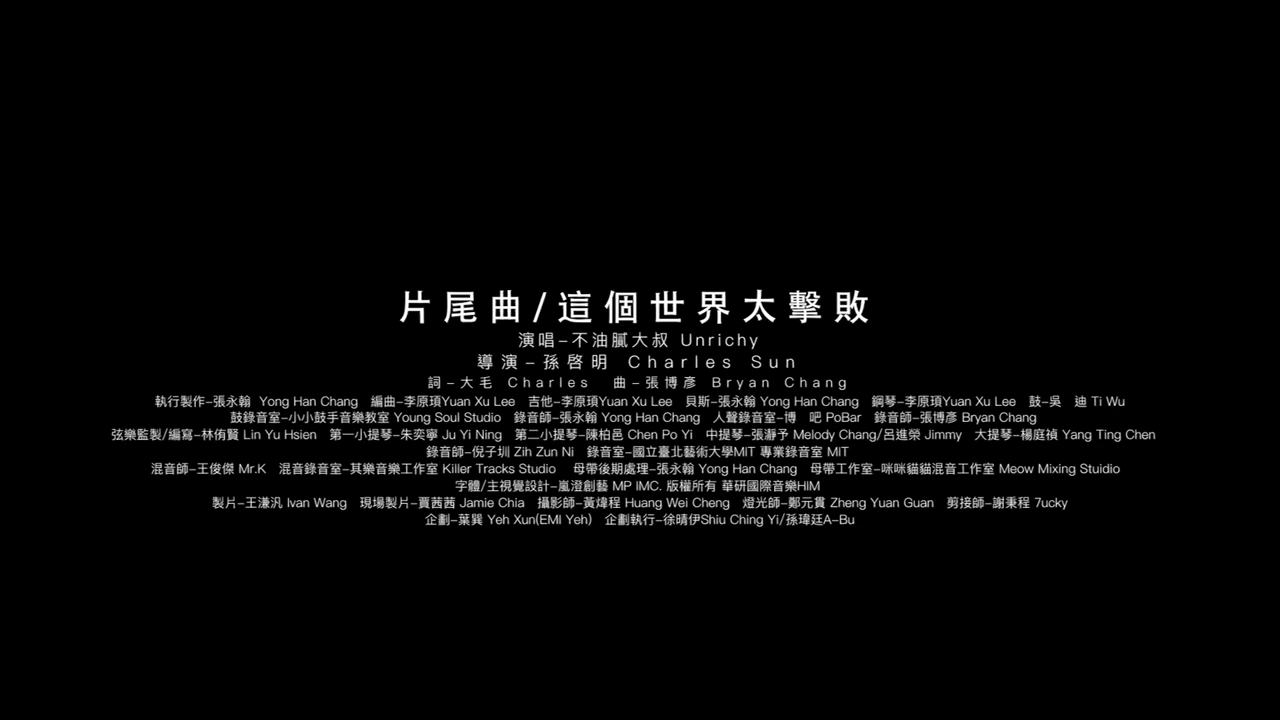 片尾曲/這個世界太擊敗
演唱–不油膩大叔 Unrichy
導演–孫啓明 Charles Sun
詞–大毛 Charles　曲–張博彥 Bryan Chang
執行製作–張永翰 Yong Han Chang　編曲–李原頊Yuan Xu Lee　吉他–李原頊Yuan Xu Lee　貝斯–張永翰 Yong Han Chang　鋼琴–李原頊Yuan Xu Lee　鼓–吳　迪 Ti Wu
鼓錄音室–小小鼓手音樂教室 Young Soul Studio　錄音師–張永翰 Yong Han Chang　人聲錄音室–博　吧 PoBar　錄音師–張博彥 Bryan Chang
弦樂監製/編寫–林侑賢 Lin Yu Hsien　第一小提琴–朱奕寧 Ju Yi Ning　第二小提琴–陳柏邑 Chen Po Yi　中提琴–張瀞予 Melody Chang/呂進榮 Jimmy　大提琴–楊庭禎 Yang Ting Chen
錄音師–倪子圳 Zih Zun Ni　錄音室–國立臺北藝術大學MIT 專業錄音室 MIT
混音師–王俊傑 Mr.K　混音錄音室–其樂音樂工作室 Killer Tracks Studio　母帶後期處理–張永翰 Yong Han Chang　母帶工作室–咪咪貓貓混音工作室 Meow Mixing Stuidio
字體/主視覺設計–嵐澄創藝 MP IMC. 版權所有 華研國際音樂HIM
製片–王溓汎 Ivan Wang　現場製片–賈茜茜 Jamie Chia　攝影師–黃煒程 Huang Wei Cheng　燈光師–鄭元貫 Zheng Yuan Guan　剪接師–謝秉程 7ucky
企劃–葉巽 Yeh Xun(EMI Yeh)　企劃執行–徐晴伊Shiu Ching Yi/孫瑋廷A-Bu